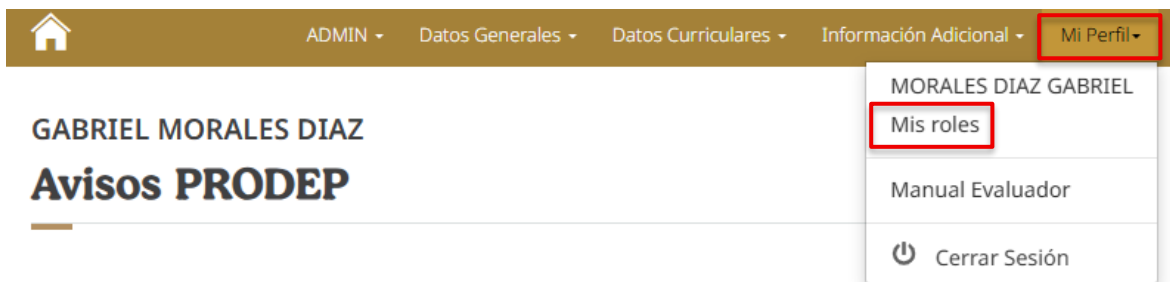 ADMIN Datos Generales Datos Curriculares Información Adicional Mi Perfil
MORALES DIAZ GABRIEL
Mis roles
Manual Evaluador
Cerrar Sesión
GABRIEL MORALES DIAZ
Avisos PRODEP